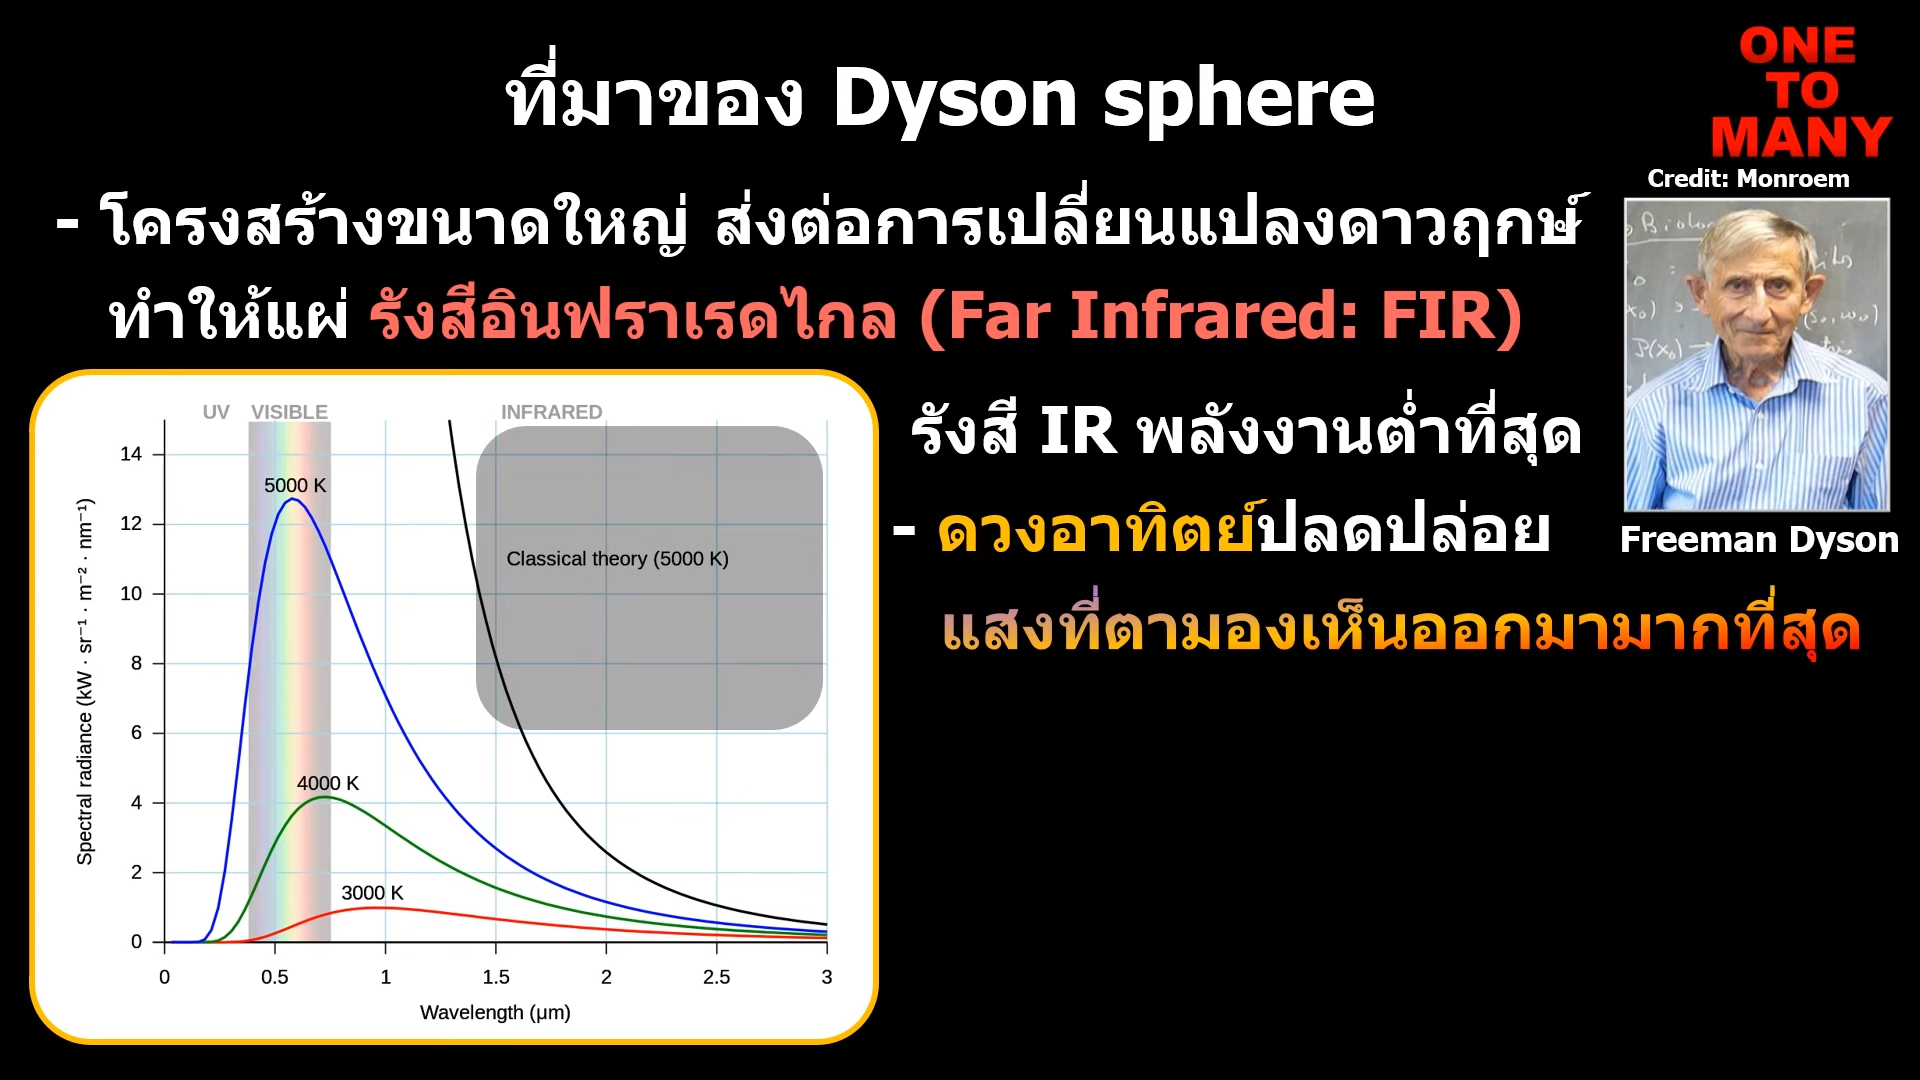 ที่มาของ Dyson sphere
ONE
TO
MANY
Credit: Monroem
- โครงสร้างขนาดใหญ่ ส่งต่อการเปลี่ยนแปลงดาวฤกษ์
ทำให้แผ่ รังสีอินฟราเรดไกล (Far Infrared: FIR)
รังสี IR พลังงานต่ำที่สุด
- ดวงอาทิตย์ปลดปล่อย
แสงที่ตามองเห็นออกมามากที่สุด
Freeman Dyson
UV VISIBLE INFRARED
14
12
10
8
6
4
2
0
Spectral radiance (kW · sr⁻¹ · m⁻² · nm⁻¹)
5000 K
4000 K
3000 K
Classical theory (5000 K)
0 0.5 1 1.5 2 2.5 3
Wavelength (μm)